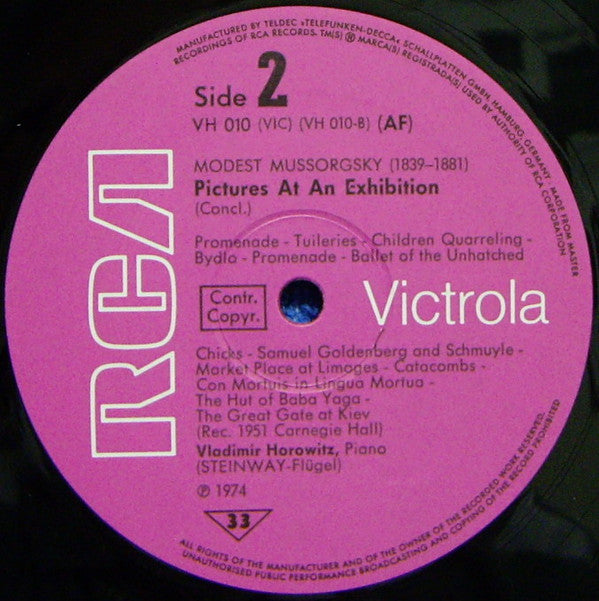 MANUFACTURED BY TELDEC »TELEFUNKEN-DECCA« SCHALLPLATTEN GMBH, HAMBURG, GERMANY MADE FROM MASTER
RECORDINGS OF RCA RECORDS. TM(S) ® MARCA(S) REGISTRADA(S) USED BY AUTHORITY OF RCA CORPORATION
Side 2
VH 010 (VIC) (VH 010-B) (AF)
MODEST MUSSORGSKY (1839-1881)
Pictures At An Exhibition
(Concl.)
Promenade - Tuileries - Children Quarreling -
Bydlo - Promenade - Ballet of the Unhatched
RCA
Contr.
Copyr.
Victrola
Chicks - Samuel Goldenberg and Schmuyle -
Market Place at Limages - Catacombs -
Con Mortuis in Lingua Mortua -
The Hut of Baba Yaga -
The Great Gate at Kiev
(Rec. 1951 Carnegie Hall)
Vladimir Horowitz, Piano
(STEINWAY-Flügel)
℗ 1974
33
ALL RIGHTS OF THE MANUFACTURER AND OF THE OWNER OF THE RECORDED WORK RESERVED.
UNAUTHORISED PUBLIC PERFORMANCE BROADCASTING AND COPYING OF THE RECORD PROHIBITED